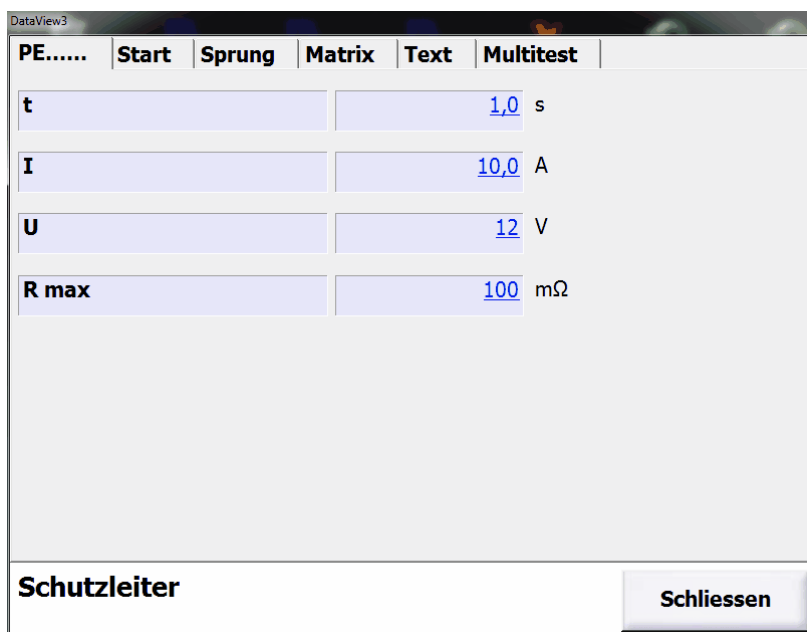 DataView3
PE...... Start Sprung Matrix Text Multitest
t 1,0 s
I 10,0 A
U 12 V
R max 100 mΩ
Schutzleiter
Schliessen